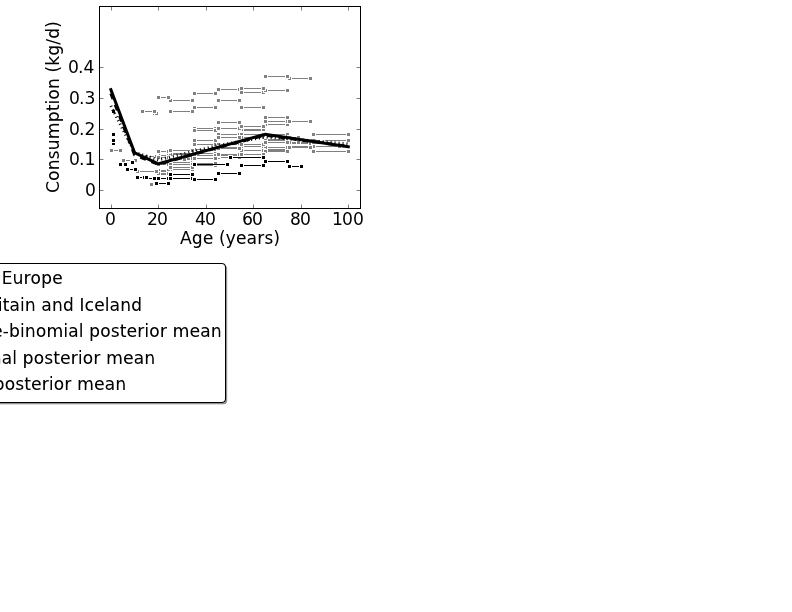 Consumption (kg/d)
0.4
0.3
0.2
0.1
0
0 20 40 60 80 100
Age (years)
Europe
itain and Iceland
e-binomial posterior mean
al posterior mean
posterior mean